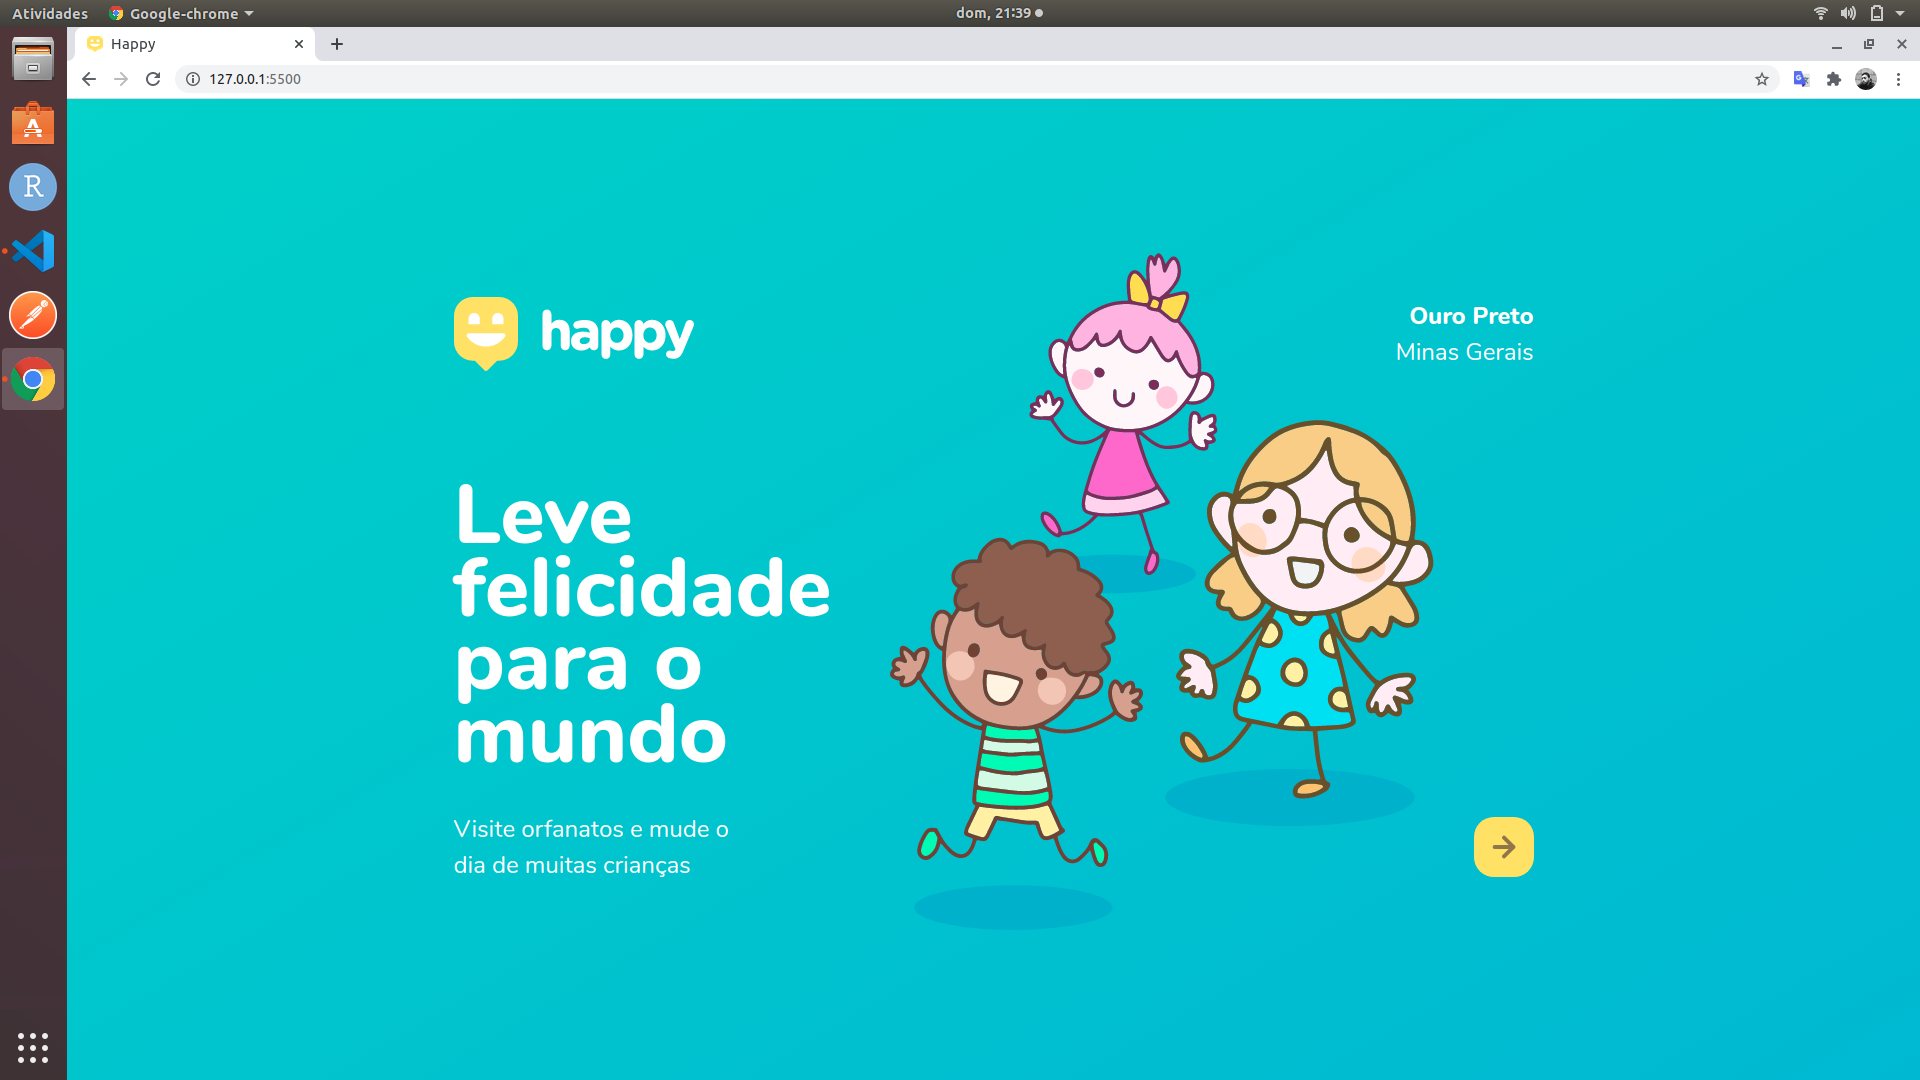 Atividades
Google-chrome
dom, 21:39
Happy
127.0.0.1:5500
R
A
happy
Ouro Preto
Minas Gerais
Leve
felicidade
para o
mundo
Visite orfanatos e mude o
dia de muitas crianças